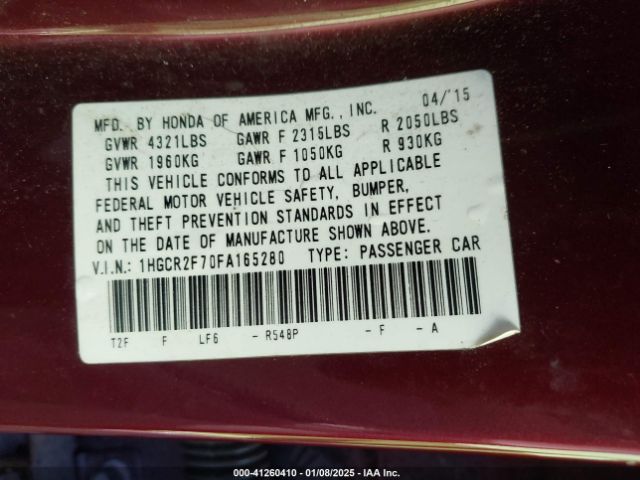 MFD. BY HONDA OF AMERICA MFG., INC. 04/'15
GVWR 4321LBS GAWR F 2315LBS R 2050LBS
GVWR 1960KG GAWR F 1050KG R 930KG
THIS VEHICLE CONFORMS TO ALL APPLICABLE
FEDERAL MOTOR VEHICLE SAFETY, BUMPER,
AND THEFT PREVENTION STANDARDS IN EFFECT
ON THE DATE OF MANUFACTURE SHOWN ABOVE.
V.I.N.: 1HGCR2F70FA165280 TYPE: PASSENGER CAR
T2F F LF6 - R548P - F - A
000-41260410 - 01/08/2025 - IAA Inc.